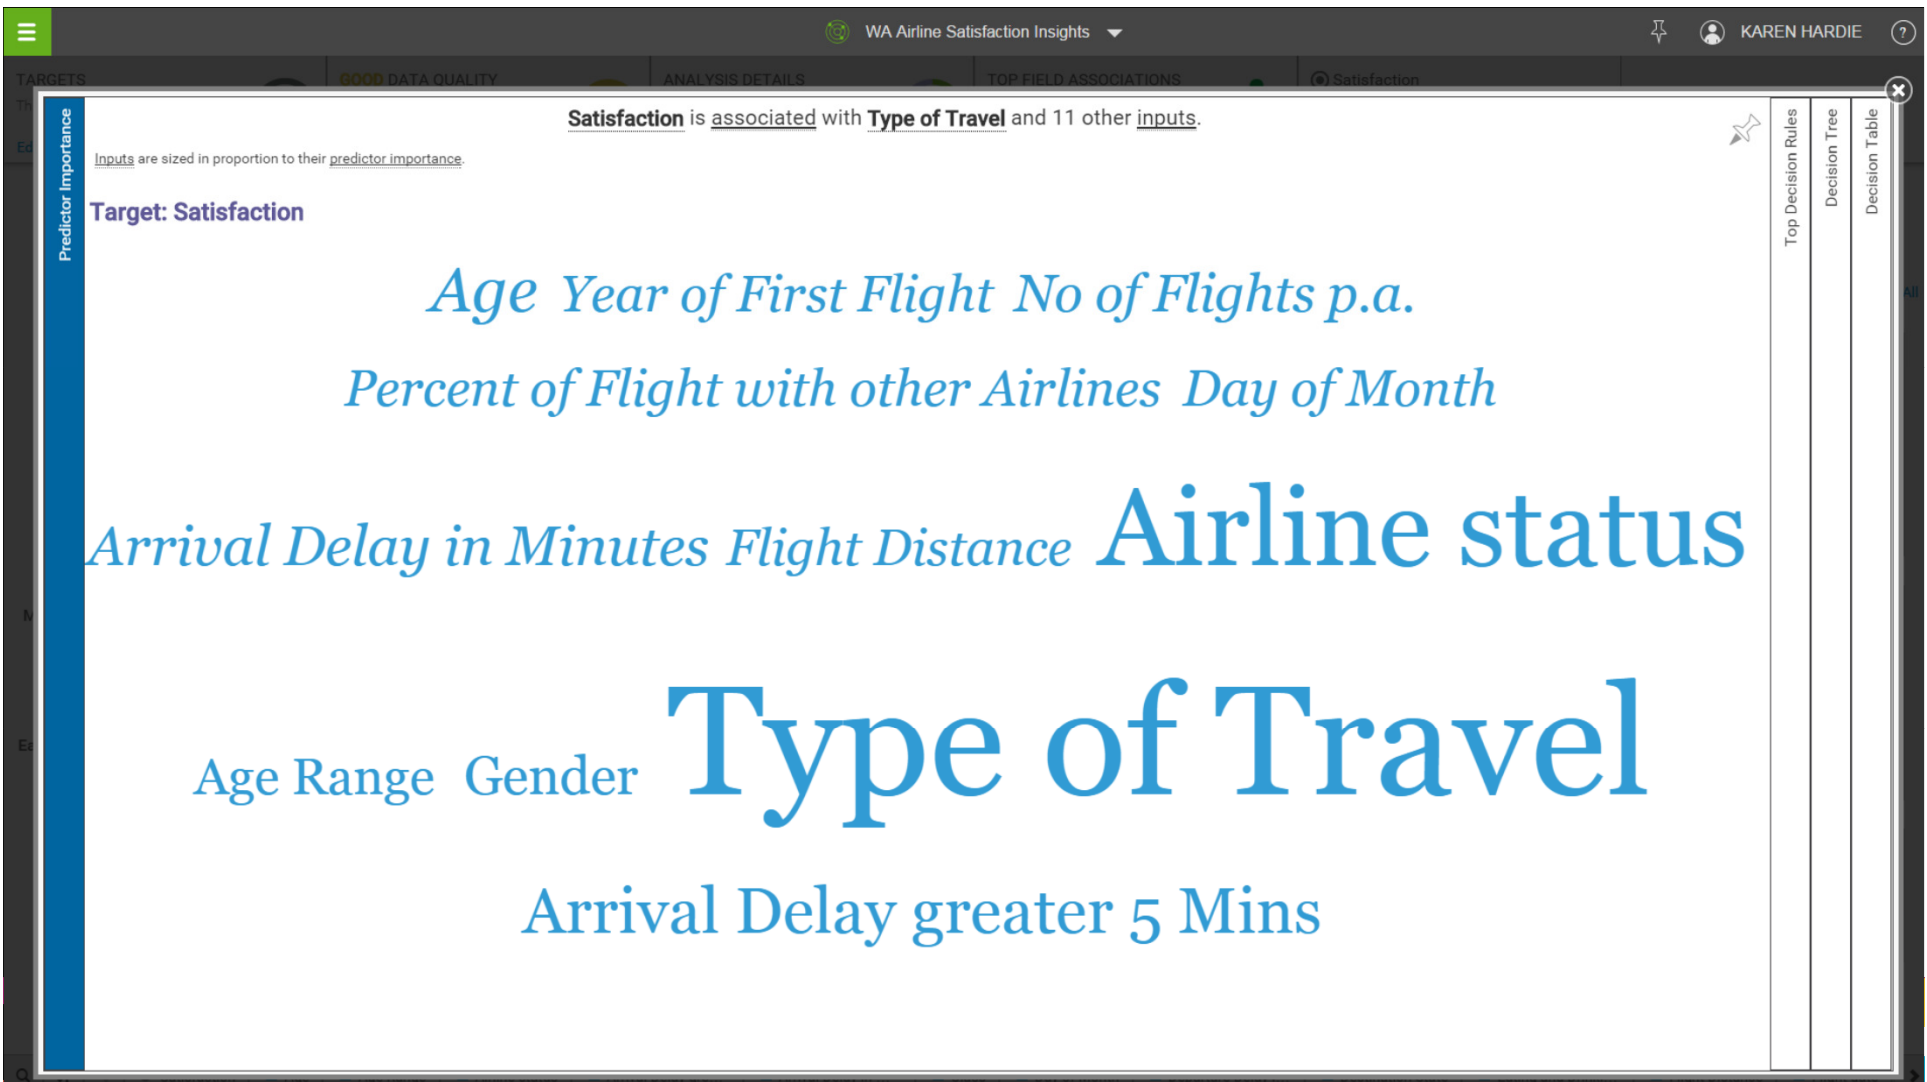 WA Airline Satisfaction Insights
KAREN HARDIE
?
TARGETS
GOOD DATA QUALITY
ANALYSIS DETAILS
TOP FIELD ASSOCIATIONS
Satisfaction
Th
Ed
All
M
Ea
Predictor Importance
Satisfaction is associated with Type of Travel and 11 other inputs.
Inputs are sized in proportion to their predictor importance.
Target: Satisfaction
Age Year of First Flight No of Flights p.a.
Percent of Flight with other Airlines Day of Month
Arrival Delay in Minutes Flight Distance Airline status
Age Range Gender Type of Travel
Arrival Delay greater 5 Mins
Top Decision Rules
Decision Tree
Decision Table